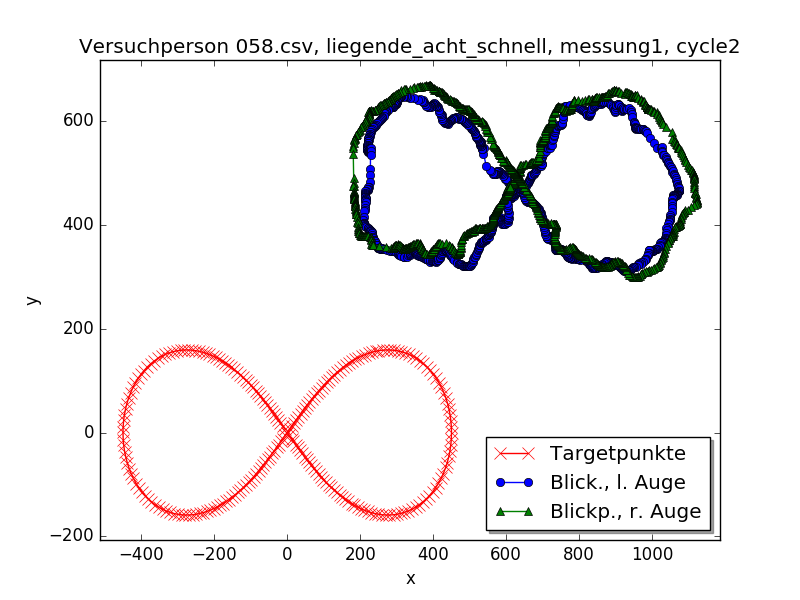 Versuchperson 058.csv, liegende_acht_schnell, messung1, cycle2
y
600
400
200
0
−200
−400
−200
0
200
400
600
800
1000
x
Targetpunkte
Blick., l. Auge
Blickp., r. Auge